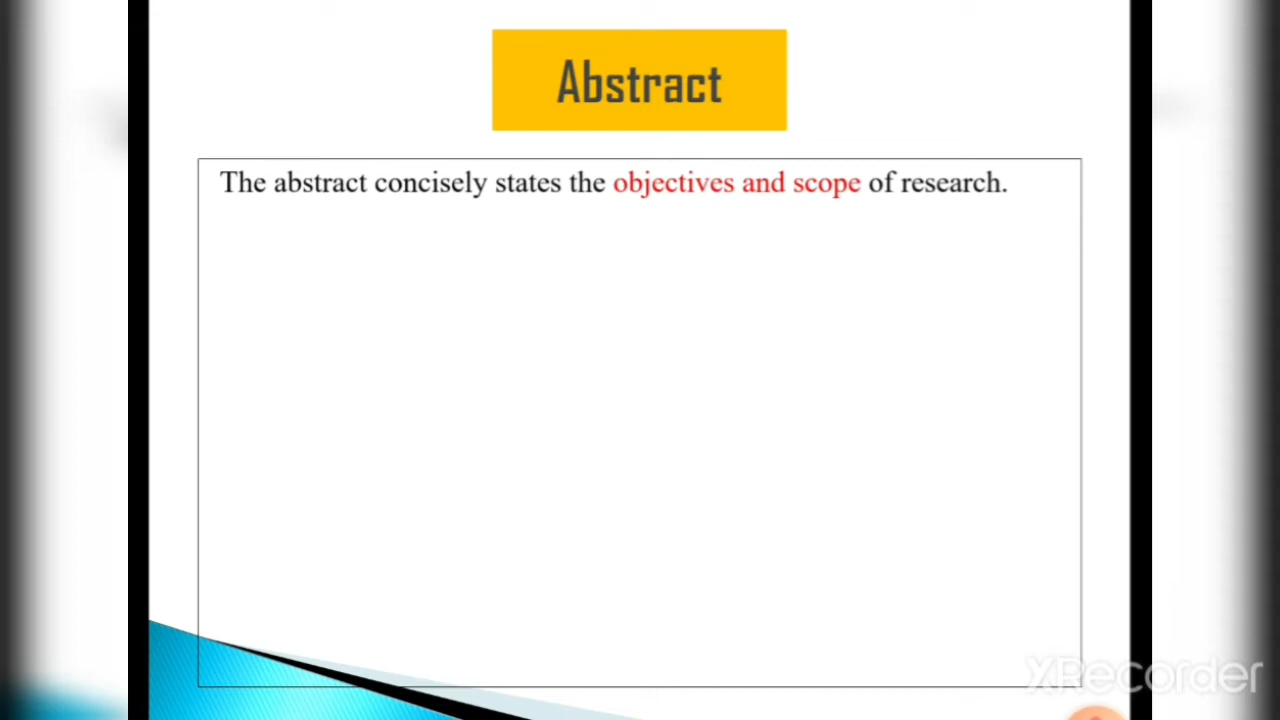 Abstract
The abstract concisely states the objectives and scope of research.
XRecorder